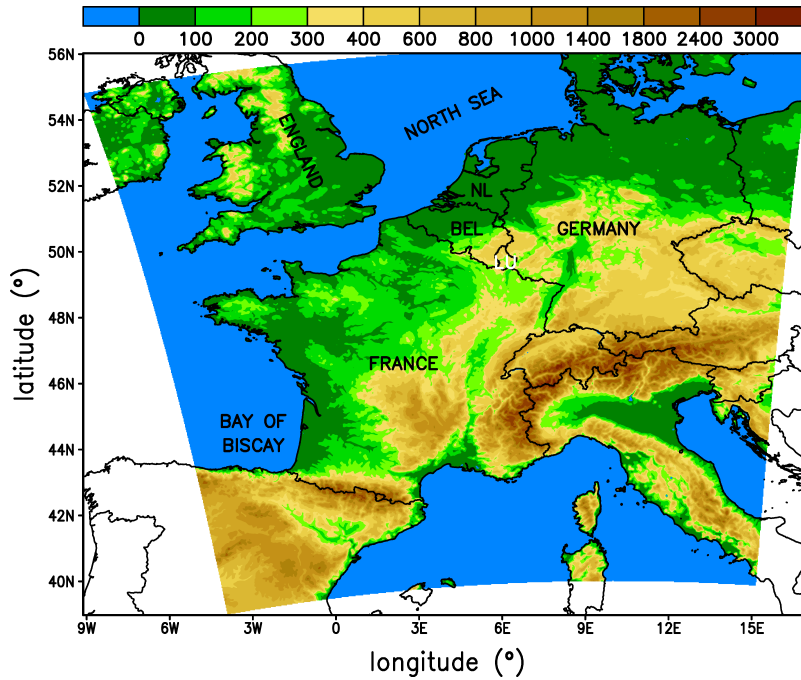 0 100 200 300 400 600 800 1000 1400 1800 2400 3000
56N
54N
52N
50N
48N
46N
44N
42N
40N
latitude (°)
NORTH SEA
ENGLAND
NL
BEL
GERMANY
LU
FRANCE
BAY OF
BISCAY
9W 6W 3W 0 3E 6E 9E 12E 15E
longitude (°)